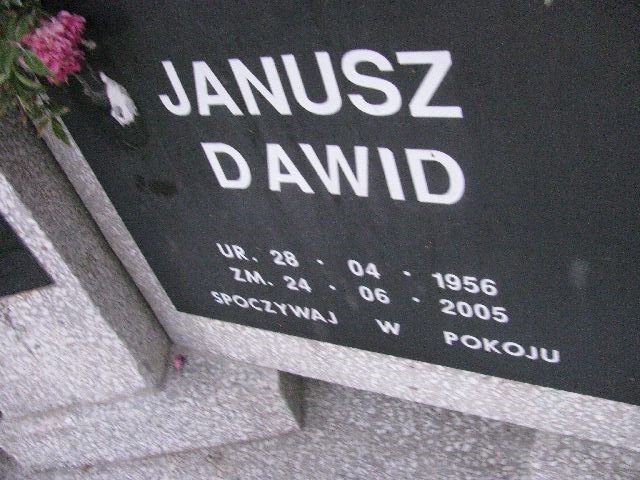 JANUSZ
DAWID
UR. 28 · 04 · 1956
ZM. 24 · 06 · 2005
SPOCZYWAJ W POKOJU